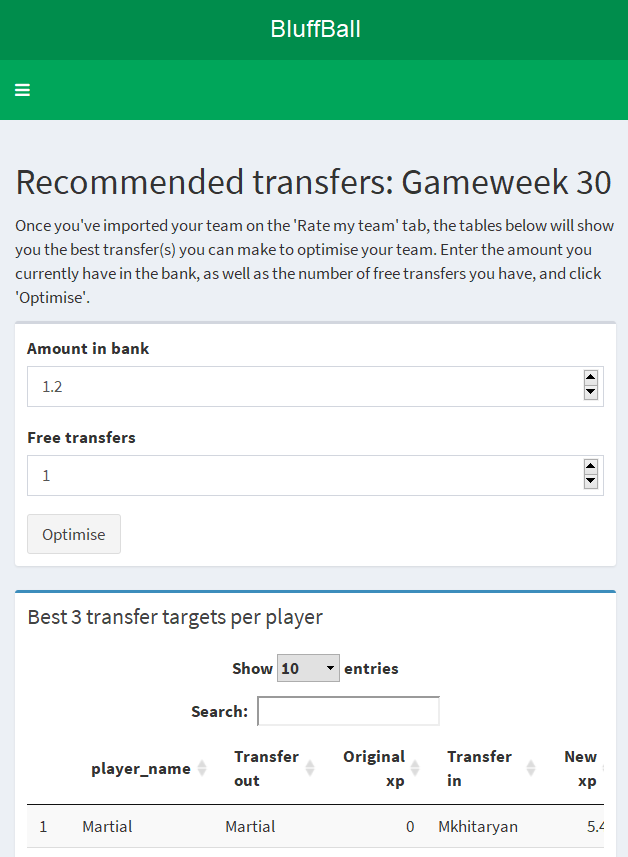 BluffBall
Recommended transfers: Gameweek 30
Once you've imported your team on the 'Rate my team' tab, the tables below will show
you the best transfer(s) you can make to optimise your team. Enter the amount you
currently have in the bank, as well as the number of free transfers you have, and click
'Optimise'.
Amount in bank
1.2
Free transfers
1
Optimise
Best 3 transfer targets per player
Show 10 entries
Search:
player_name Transfer out Original xp Transfer in New xp
1 Martial Martial 0 Mkhitaryan